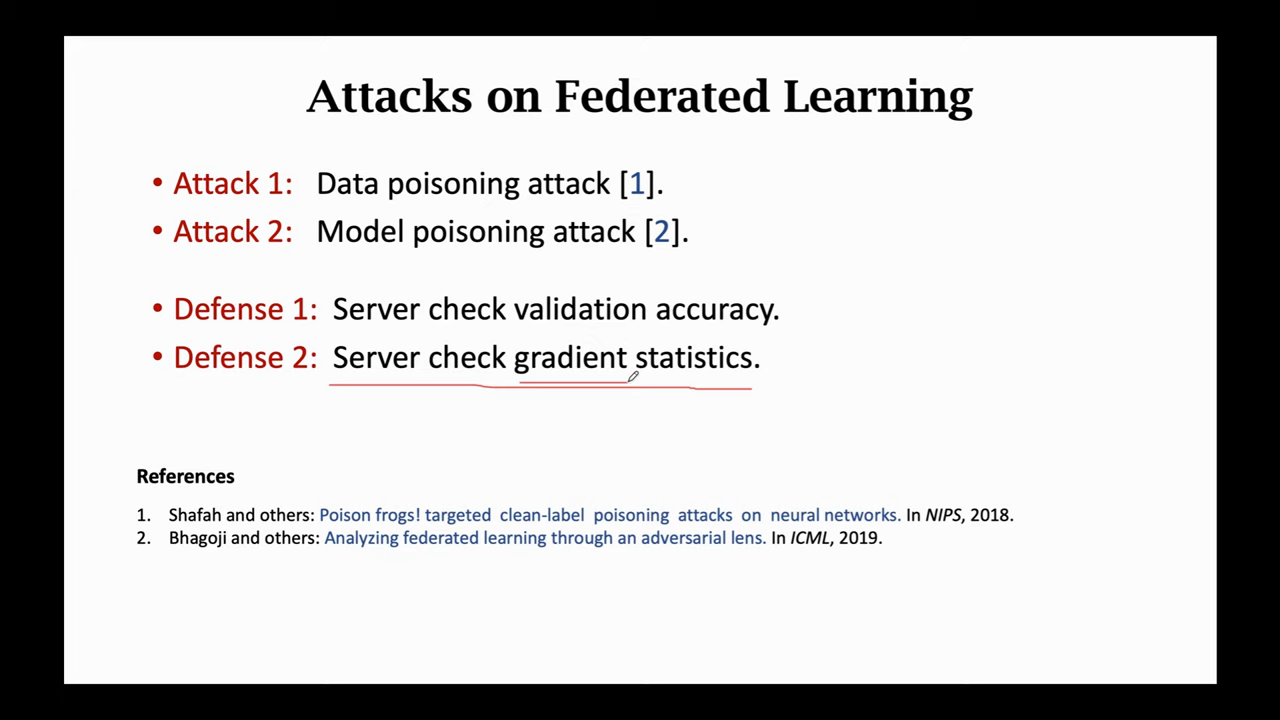 Attacks on Federated Learning
• Attack 1: Data poisoning attack [1].
• Attack 2: Model poisoning attack [2].
• Defense 1: Server check validation accuracy.
• Defense 2: Server check gradient statistics.
References
1. Shafah and others: Poison frogs! targeted clean-label poisoning attacks on neural networks. In NIPS, 2018.
2. Bhagoji and others: Analyzing federated learning through an adversarial lens. In ICML, 2019.